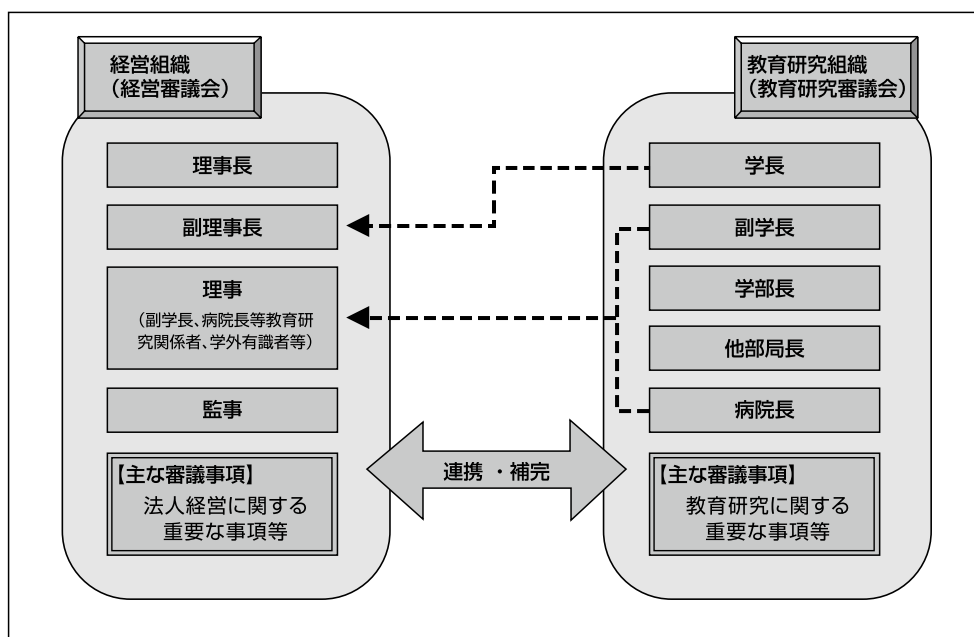 経営組織
（経営審議会）
理事長
副理事長
理事
（副学長、病院長等教育研
究関係者、学外有識者等）
監事
【主な審議事項】
法人経営に関する
重要な事項等
連携・補完
教育研究組織
（教育研究審議会）
学長
副学長
学部長
他部局長
病院長
【主な審議事項】
教育研究に関する
重要な事項等